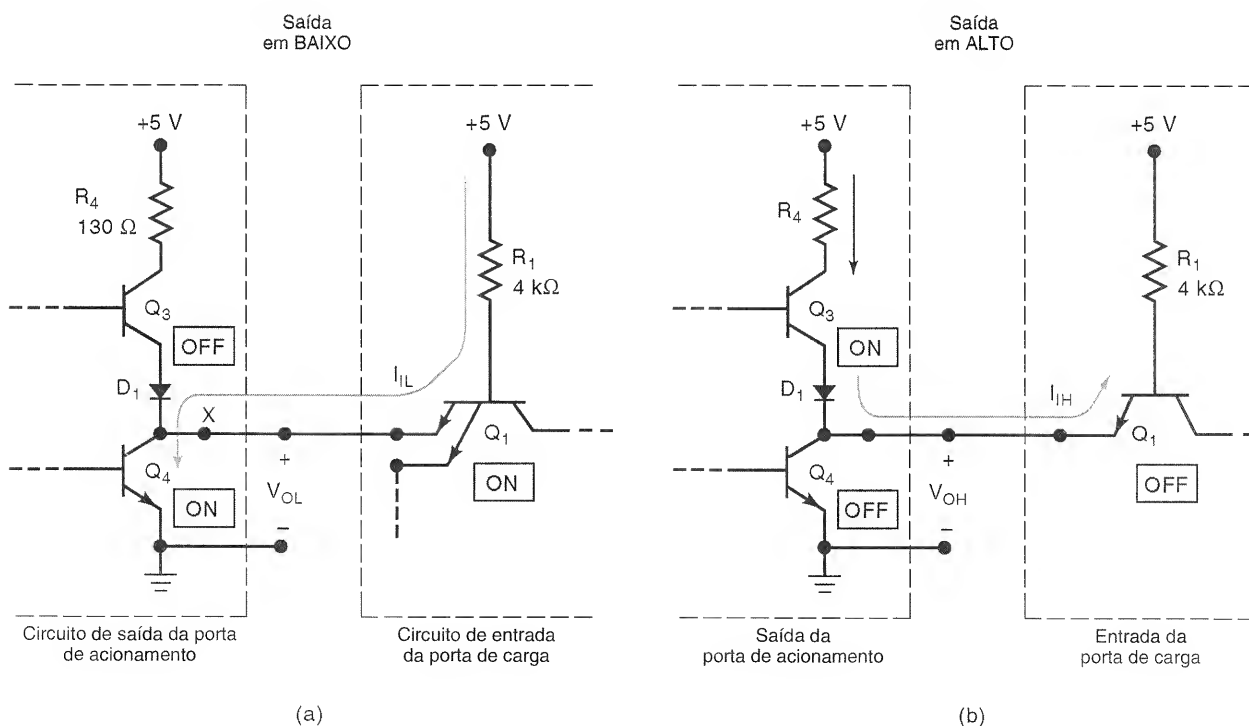 Saída
em BAIXO
+5 V
R4
130 Ω
Q3
OFF
D1
X
Q4
ON
+
VOL
−
IIL
+5 V
R1
4 kΩ
Q1
ON
Circuito de saída da porta
de acionamento
Circuito de entrada
da porta de carga
(a)
Saída
em ALTO
+5 V
R4
Q3
ON
D1
Q4
OFF
+
VOH
−
IIH
+5 V
R1
4 kΩ
Q1
OFF
Saída da
porta de acionamento
Entrada da
porta de carga
(b)